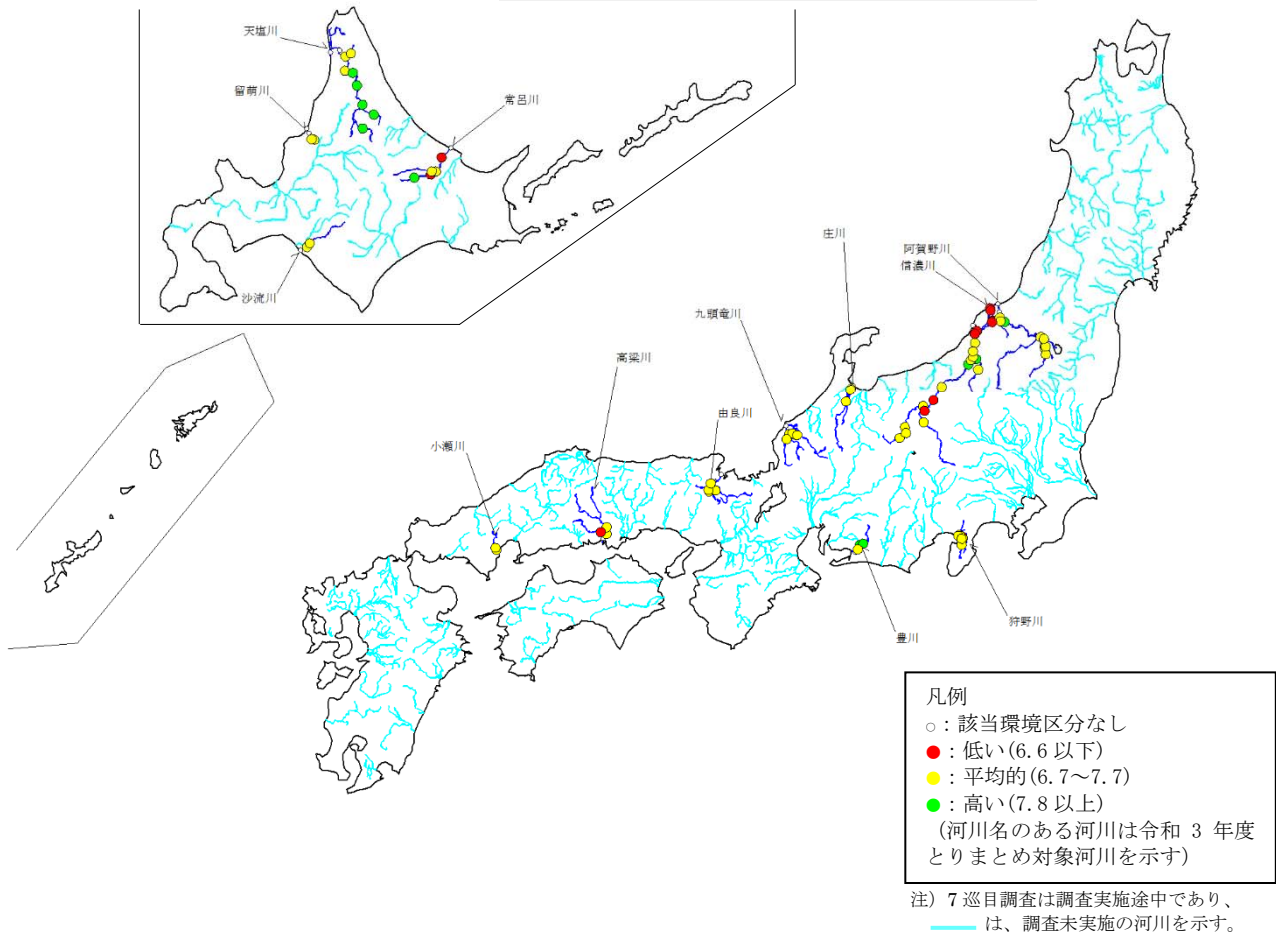 天塩川
留萌川
常呂川
沙流川
庄川
阿賀野川
信濃川
九頭竜川
高梁川
由良川
小瀬川
豊川
狩野川
凡例
○：該当環境区分なし
●：低い(6.6 以下)
●：平均的(6.7～7.7)
●：高い(7.8 以上)
（河川名のある河川は令和 3 年度
とりまとめ対象河川を示す）
注）7 巡目調査は調査実施途中であり、
は、調査未実施の河川を示す。